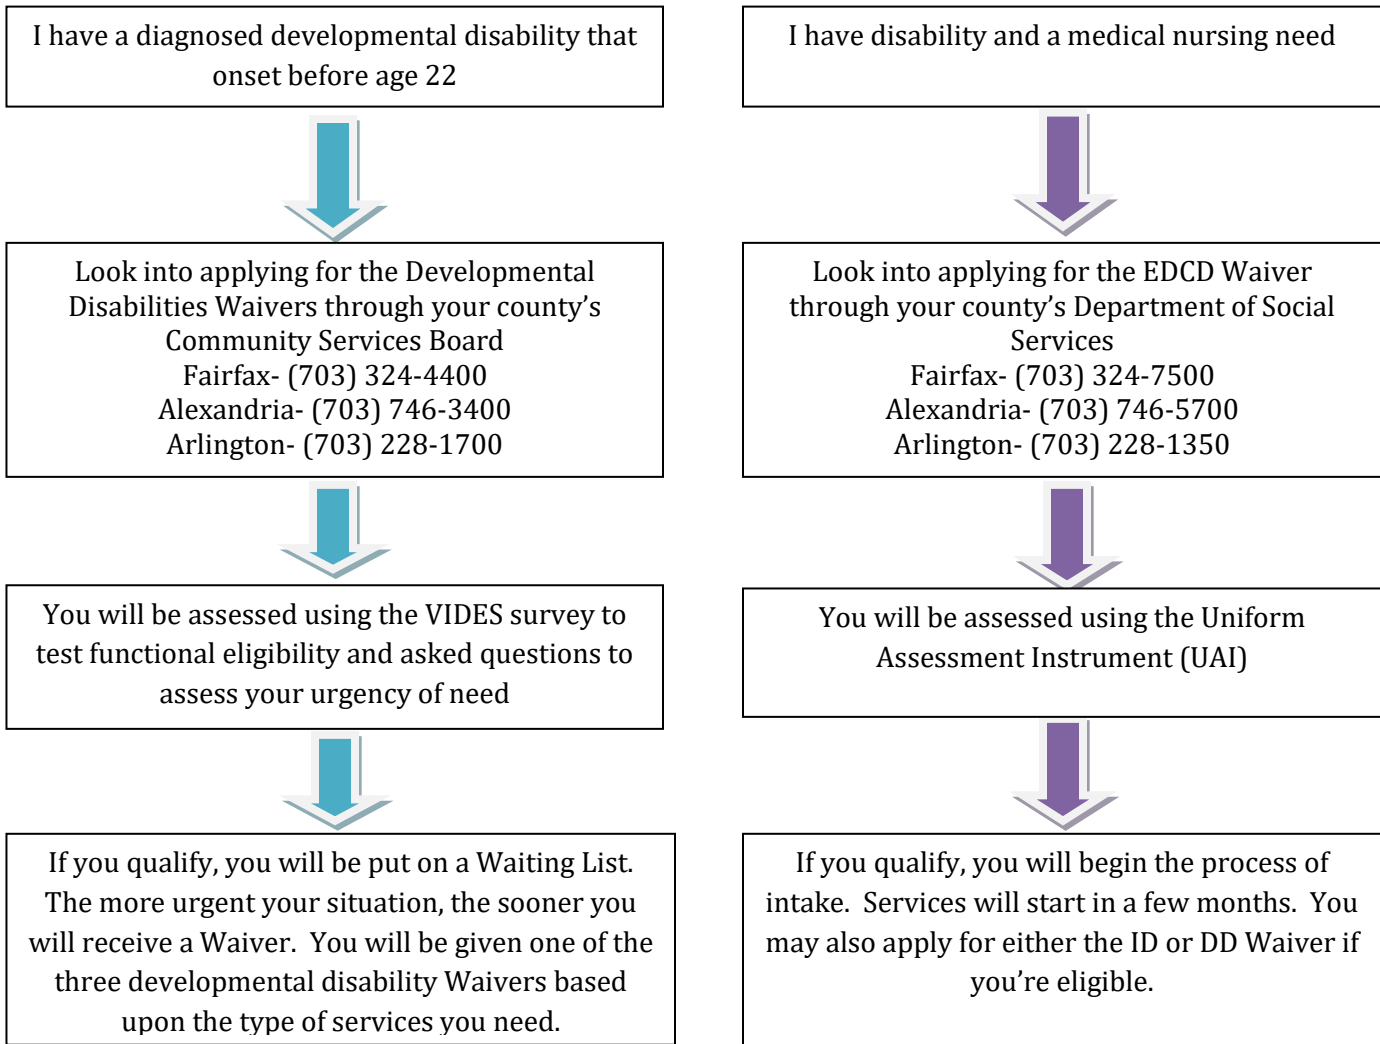 I have a diagnosed developmental disability that
onset before age 22
Look into applying for the Developmental
Disabilities Waivers through your county’s
Community Services Board
Fairfax- (703) 324-4400
Alexandria- (703) 746-3400
Arlington- (703) 228-1700
You will be assessed using the VIDES survey to
test functional eligibility and asked questions to
assess your urgency of need
If you qualify, you will be put on a Waiting List.
The more urgent your situation, the sooner you
will receive a Waiver.  You will be given one of the
three developmental disability Waivers based
upon the type of services you need.
I have disability and a medical nursing need
Look into applying for the EDCD Waiver
through your county’s Department of Social
Services
Fairfax- (703) 324-7500
Alexandria- (703) 746-5700
Arlington- (703) 228-1350
You will be assessed using the Uniform
Assessment Instrument (UAI)
If you qualify, you will begin the process of
intake.  Services will start in a few months.  You
may also apply for either the ID or DD Waiver if
you’re eligible.